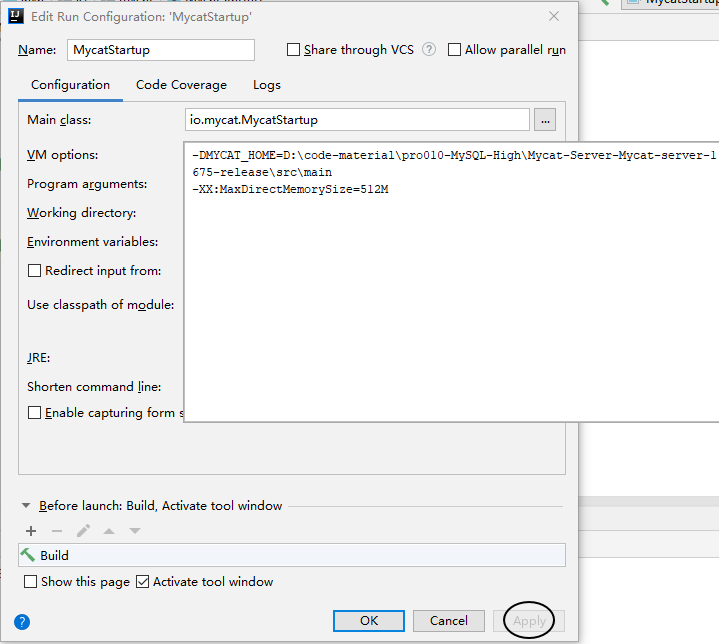 Edit Run Configuration: 'MycatStartup'
Name: MycatStartup Share through VCS ? Allow parallel run
Configuration Code Coverage Logs
Main class: io.mycat.MycatStartup ...
VM options:
-DMYCAT_HOME=D:\code-material\pro010-MySQL-High\Mycat-Server-Mycat-server-1
675-release\src\main
-XX:MaxDirectMemorySize=512M
Program arguments:
Working directory:
Environment variables:
Redirect input from:
Use classpath of module:
JRE:
Shorten command line:
Enable capturing form s
Before launch: Build, Activate tool window
Build
Show this page Activate tool window
? OK Cancel Apply